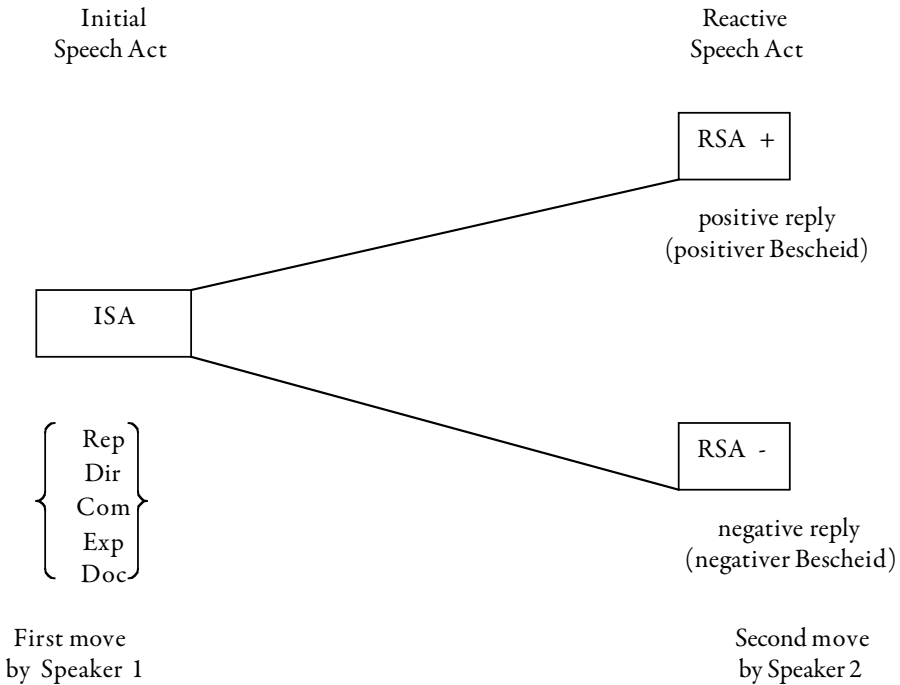 Initial
Speech Act
Reactive
Speech Act
RSA +
positive reply
(positiver Bescheid)
ISA
Rep
Dir
Com
Exp
Doc
RSA -
negative reply
(negativer Bescheid)
First move
by Speaker 1
Second move
by Speaker 2